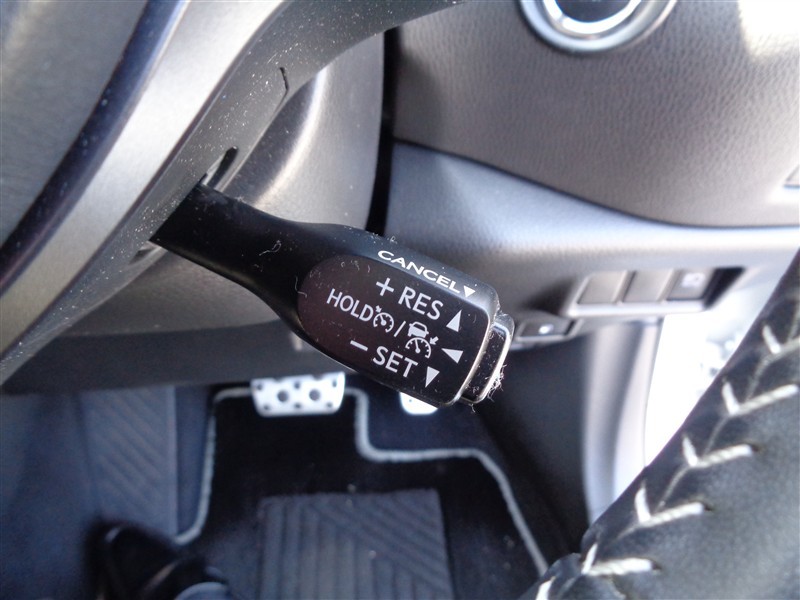 CANCEL▼
+ RES ▲
HOLD /
− SET ▼